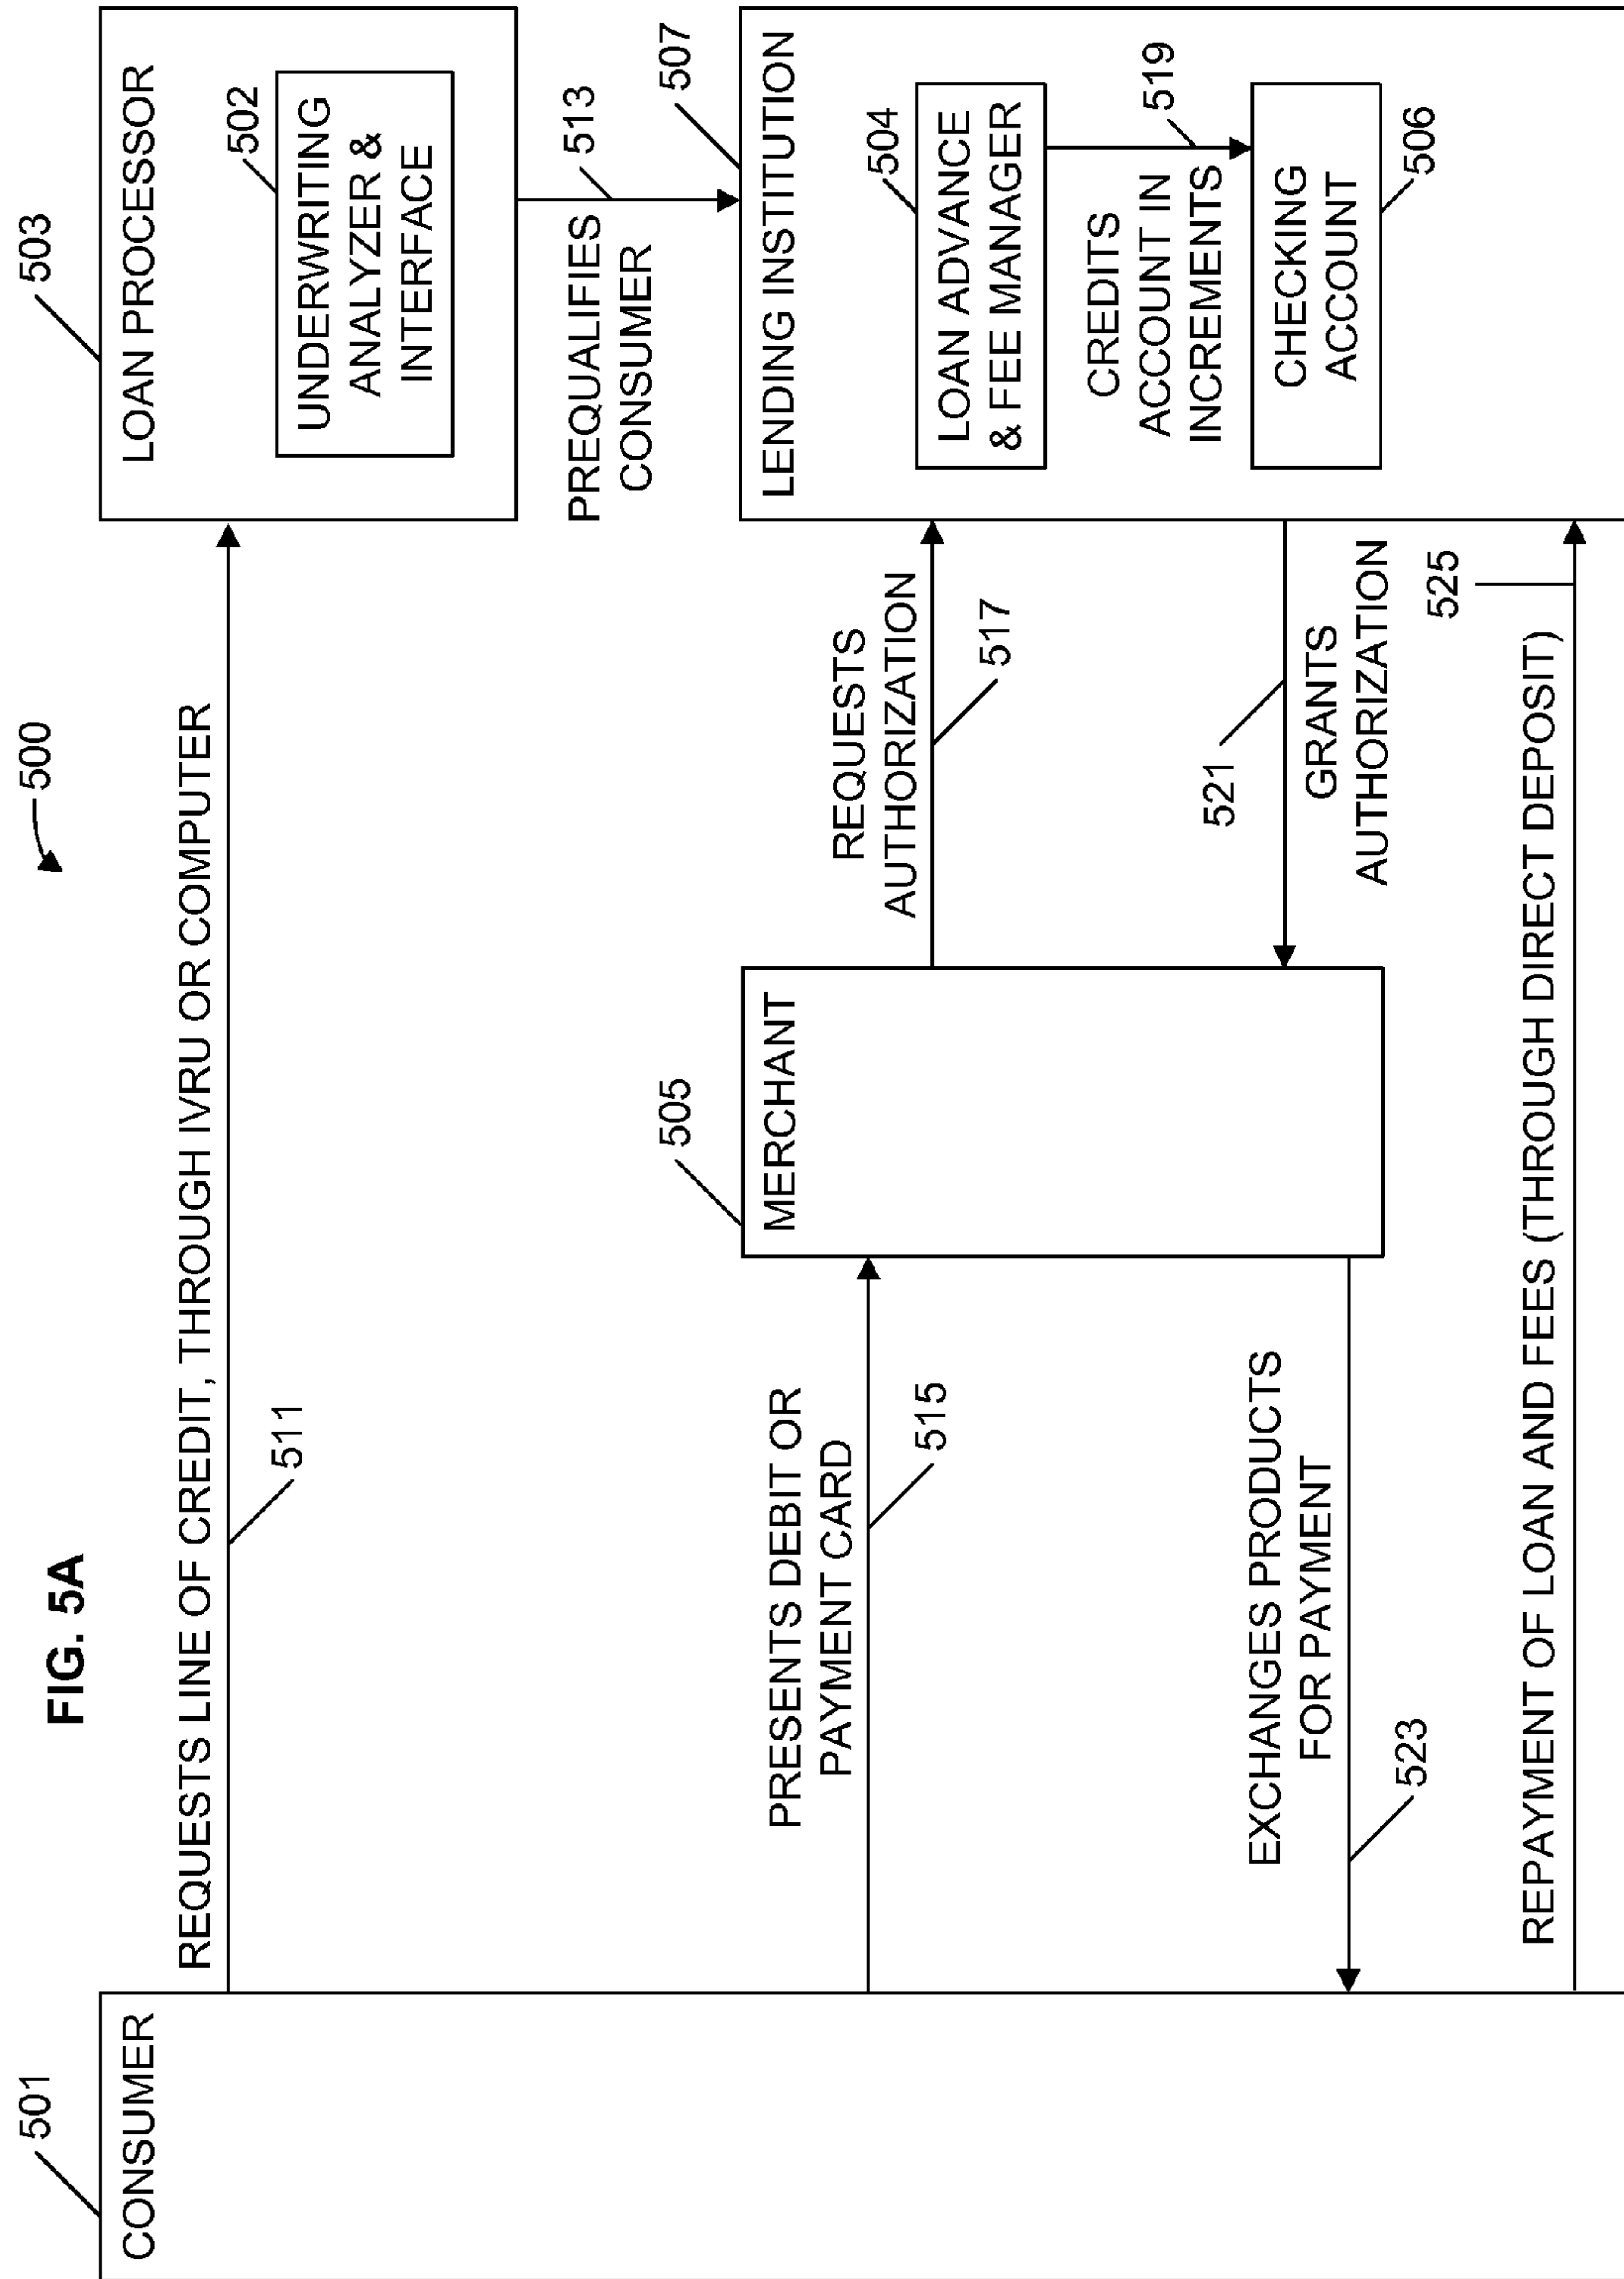 FIG. 5A
500
501
CONSUMER
503
LOAN PROCESSOR
502
UNDERWRITING
ANALYZER &
INTERFACE
REQUESTS LINE OF CREDIT, THROUGH IVRU OR COMPUTER
511
PREQUALIFIES
CONSUMER
513
507
LENDING INSTITUTION
505
MERCHANT
PRESENTS DEBIT OR
PAYMENT CARD
515
REQUESTS
AUTHORIZATION
517
504
LOAN ADVANCE
& FEE MANAGER
CREDITS
ACCOUNT IN
INCREMENTS
519
CHECKING
ACCOUNT
506
521
GRANTS
AUTHORIZATION
EXCHANGES PRODUCTS
FOR PAYMENT
523
525
REPAYMENT OF LOAN AND FEES (THROUGH DIRECT DEPOSIT)